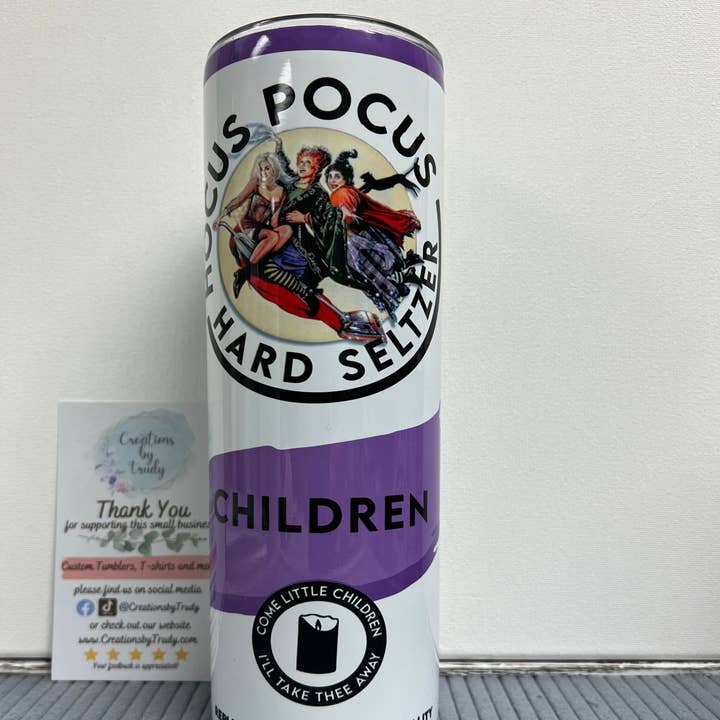 HOCUS POCUS
HARD SELTZER
CHILDREN
COME LITTLE CHILDREN
I'LL TAKE THEE AWAY
Creations
by
Trudy
Thank You
for supporting this small business
Custom Tumblers, T-shirts and mo
please find us on social media
@CreationsbyTrudy
or check out our website
www.CreationsbyTrudy.com
Your feedback is appreciated!